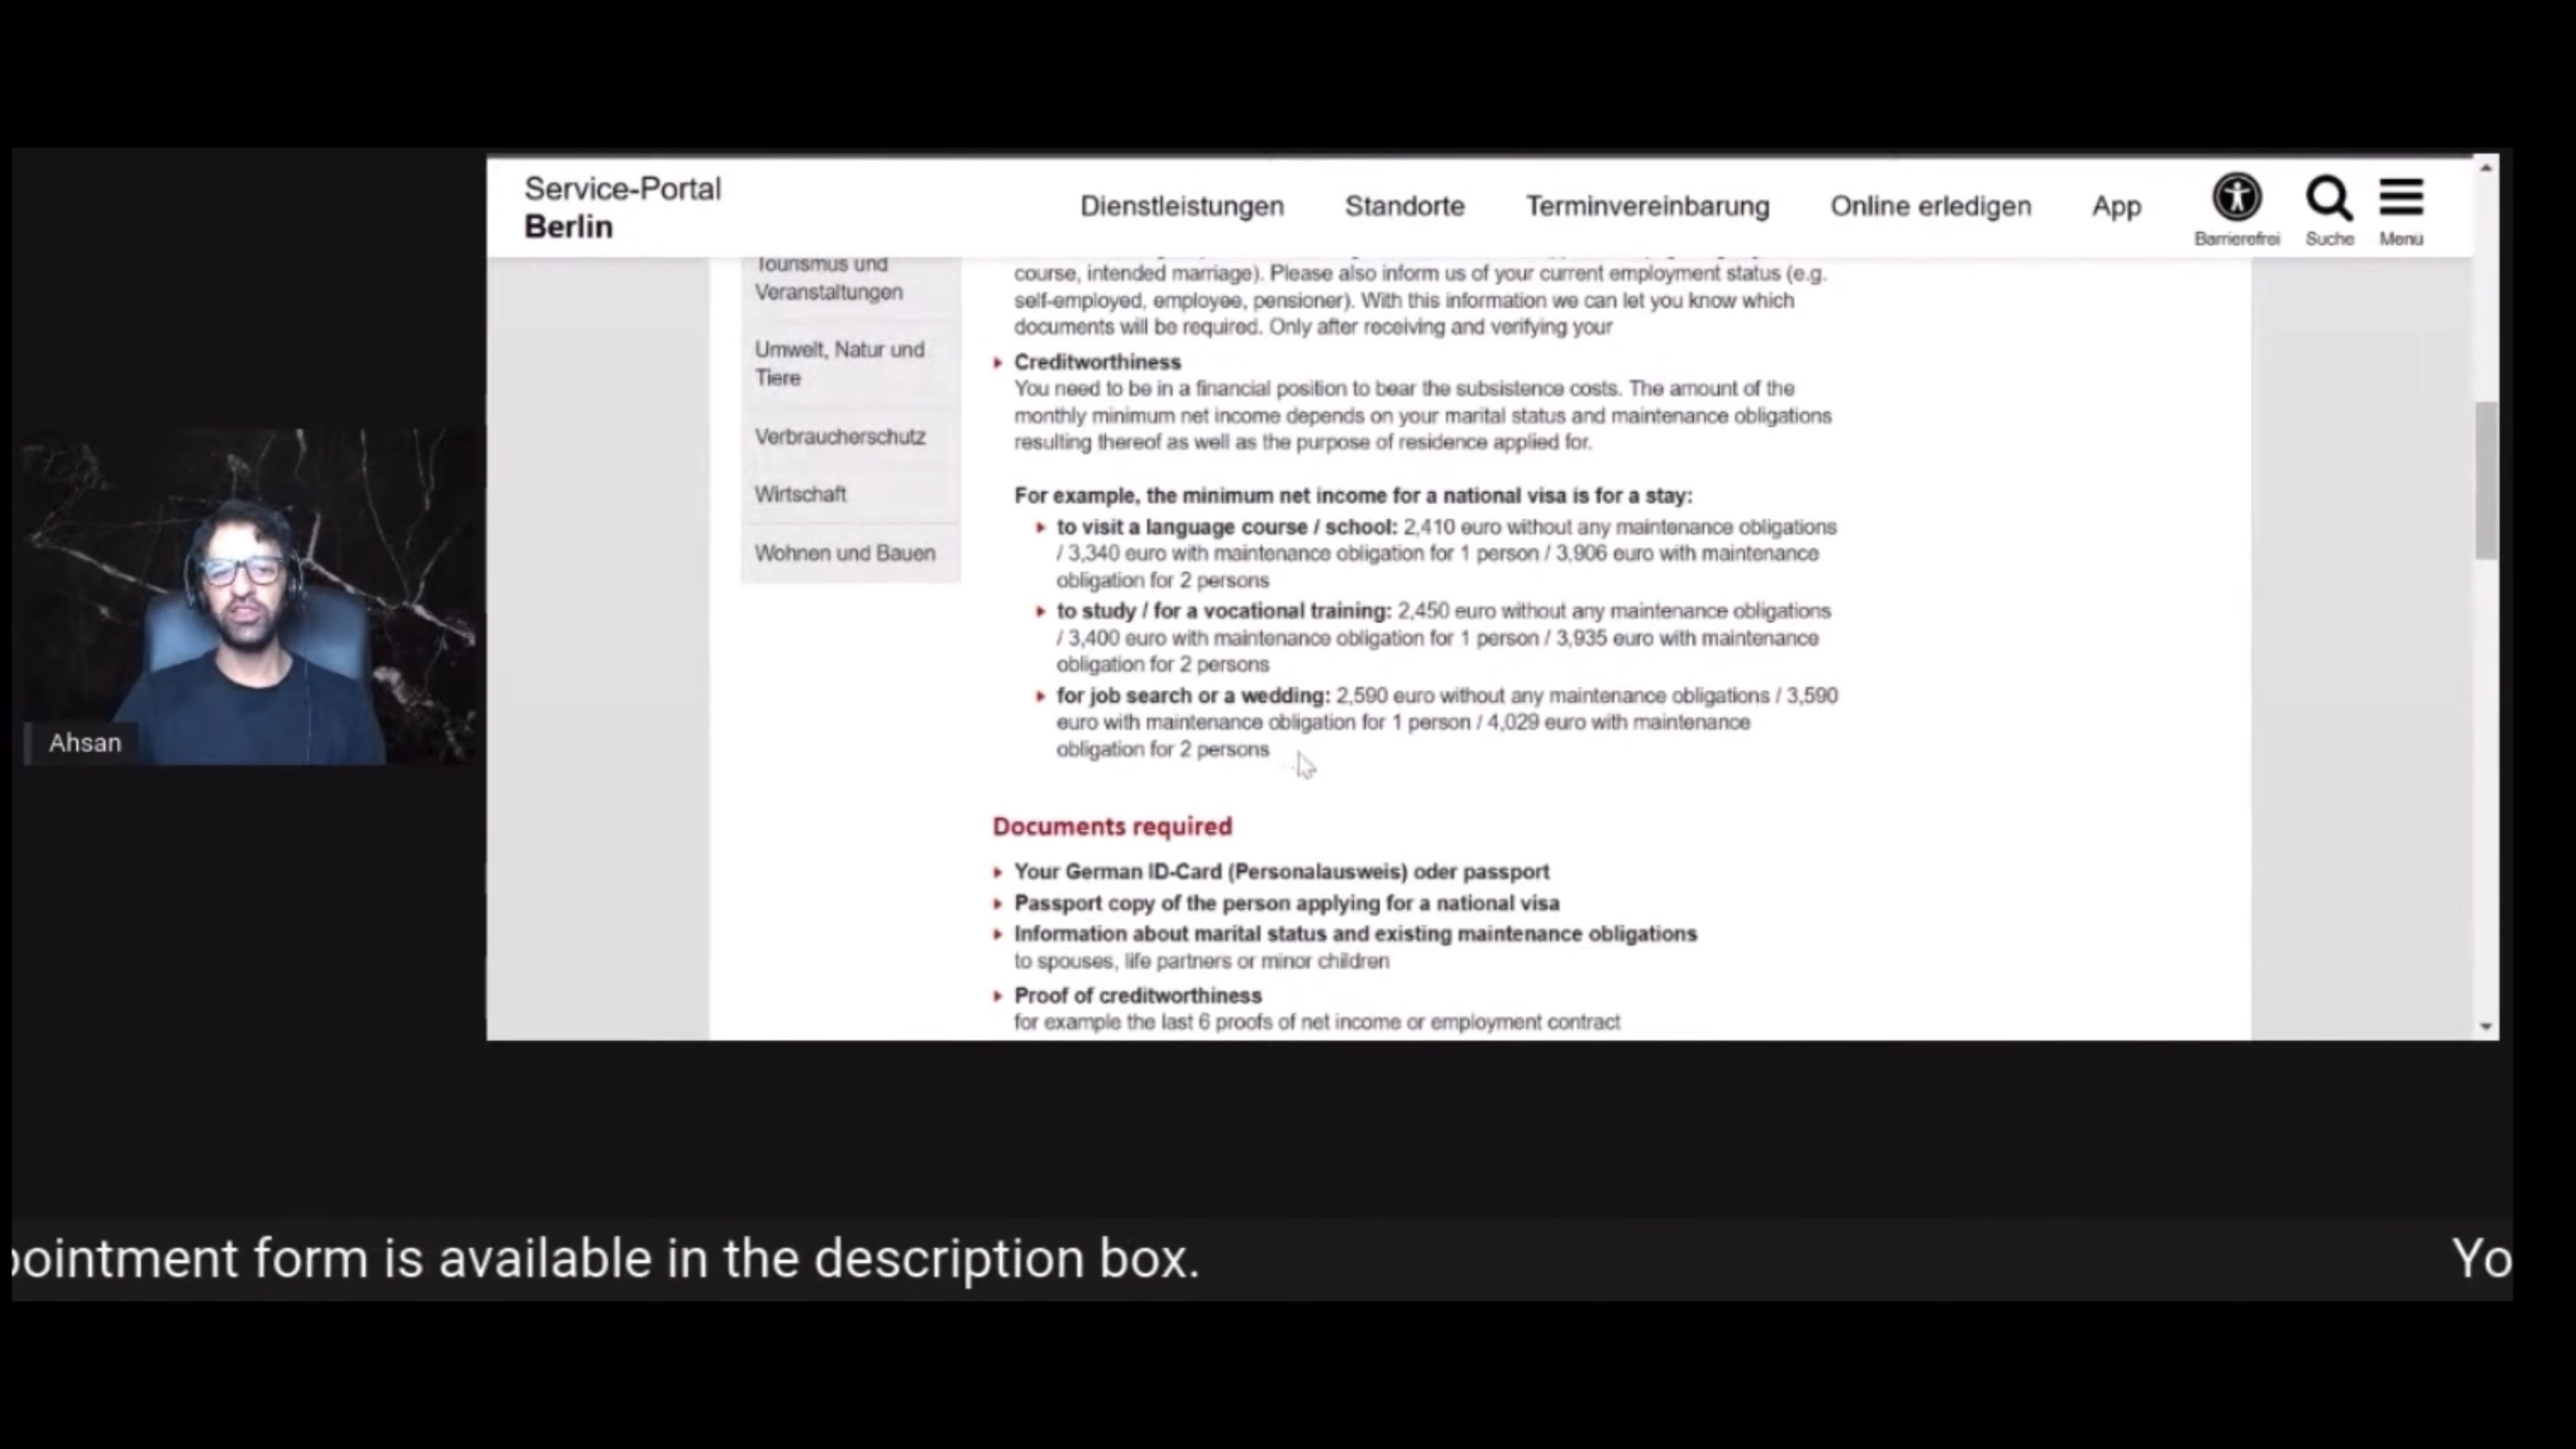 Service-Portal
Berlin
Dienstleistungen
Standorte
Terminvereinbarung
Online erledigen
App
Barrierefrei
Suche
Menü
Tourismus und
Veranstaltungen
Umwelt, Natur und
Tiere
Verbraucherschutz
Wirtschaft
Wohnen und Bauen
course, intended marriage). Please also inform us of your current employment status (e.g.
self-employed, employee, pensioner). With this information we can let you know which
documents will be required. Only after receiving and verifying your
Creditworthiness
You need to be in a financial position to bear the subsistence costs. The amount of the
monthly minimum net income depends on your marital status and maintenance obligations
resulting thereof as well as the purpose of residence applied for.
For example, the minimum net income for a national visa is for a stay:
to visit a language course / school: 2,410 euro without any maintenance obligations
/ 3,340 euro with maintenance obligation for 1 person / 3,906 euro with maintenance
obligation for 2 persons
to study / for a vocational training: 2,450 euro without any maintenance obligations
/ 3,400 euro with maintenance obligation for 1 person / 3,935 euro with maintenance
obligation for 2 persons
for job search or a wedding: 2,590 euro without any maintenance obligations / 3,590
euro with maintenance obligation for 1 person / 4,029 euro with maintenance
obligation for 2 persons
Documents required
Your German ID-Card (Personalausweis) oder passport
Passport copy of the person applying for a national visa
Information about marital status and existing maintenance obligations
to spouses, life partners or minor children
Proof of creditworthiness
for example the last 6 proofs of net income or employment contract
Ahsan
pointment form is available in the description box.
Yo